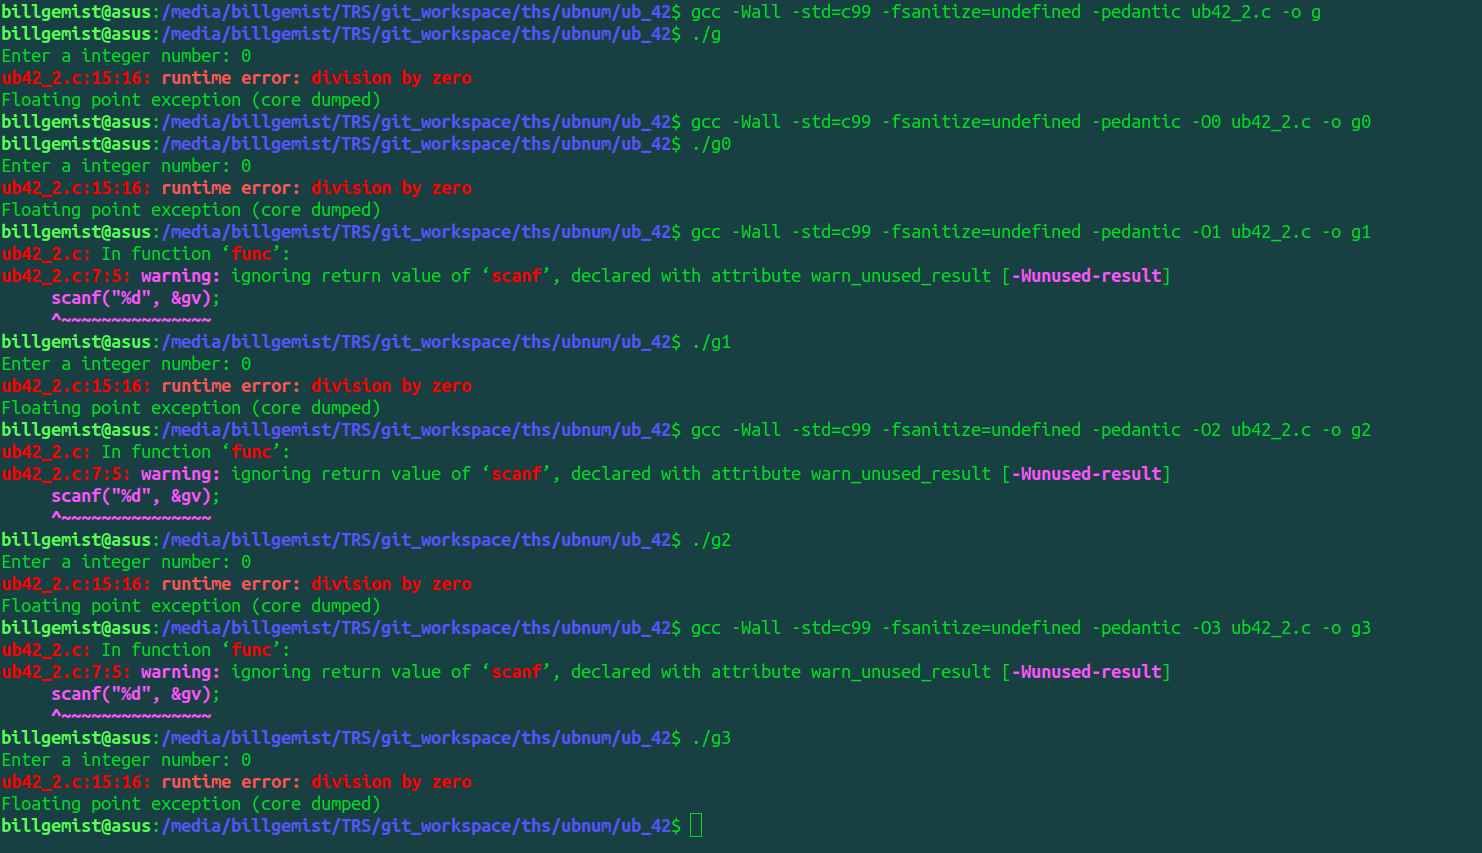 billgemist@asus:/media/billgemist/TRS/git_workspace/ths/ubnum/ub_42$ gcc -Wall -std=c99 -fsanitize=undefined -pedantic ub42_2.c -o g
billgemist@asus:/media/billgemist/TRS/git_workspace/ths/ubnum/ub_42$ ./g
Enter a integer number: 0
ub42_2.c:15:16: runtime error: division by zero
Floating point exception (core dumped)
billgemist@asus:/media/billgemist/TRS/git_workspace/ths/ubnum/ub_42$ gcc -Wall -std=c99 -fsanitize=undefined -pedantic -O0 ub42_2.c -o g0
billgemist@asus:/media/billgemist/TRS/git_workspace/ths/ubnum/ub_42$ ./g0
Enter a integer number: 0
ub42_2.c:15:16: runtime error: division by zero
Floating point exception (core dumped)
billgemist@asus:/media/billgemist/TRS/git_workspace/ths/ubnum/ub_42$ gcc -Wall -std=c99 -fsanitize=undefined -pedantic -O1 ub42_2.c -o g1
ub42_2.c: In function ‘func’:
ub42_2.c:7:5: warning: ignoring return value of ‘scanf’, declared with attribute warn_unused_result [-Wunused-result]
     scanf("%d", &gv);
     ^~~~~~~~~~~~~~~~
billgemist@asus:/media/billgemist/TRS/git_workspace/ths/ubnum/ub_42$ ./g1
Enter a integer number: 0
ub42_2.c:15:16: runtime error: division by zero
Floating point exception (core dumped)
billgemist@asus:/media/billgemist/TRS/git_workspace/ths/ubnum/ub_42$ gcc -Wall -std=c99 -fsanitize=undefined -pedantic -O2 ub42_2.c -o g2
ub42_2.c: In function ‘func’:
ub42_2.c:7:5: warning: ignoring return value of ‘scanf’, declared with attribute warn_unused_result [-Wunused-result]
     scanf("%d", &gv);
     ^~~~~~~~~~~~~~~~
billgemist@asus:/media/billgemist/TRS/git_workspace/ths/ubnum/ub_42$ ./g2
Enter a integer number: 0
ub42_2.c:15:16: runtime error: division by zero
Floating point exception (core dumped)
billgemist@asus:/media/billgemist/TRS/git_workspace/ths/ubnum/ub_42$ gcc -Wall -std=c99 -fsanitize=undefined -pedantic -O3 ub42_2.c -o g3
ub42_2.c: In function ‘func’:
ub42_2.c:7:5: warning: ignoring return value of ‘scanf’, declared with attribute warn_unused_result [-Wunused-result]
     scanf("%d", &gv);
     ^~~~~~~~~~~~~~~~
billgemist@asus:/media/billgemist/TRS/git_workspace/ths/ubnum/ub_42$ ./g3
Enter a integer number: 0
ub42_2.c:15:16: runtime error: division by zero
Floating point exception (core dumped)
billgemist@asus:/media/billgemist/TRS/git_workspace/ths/ubnum/ub_42$